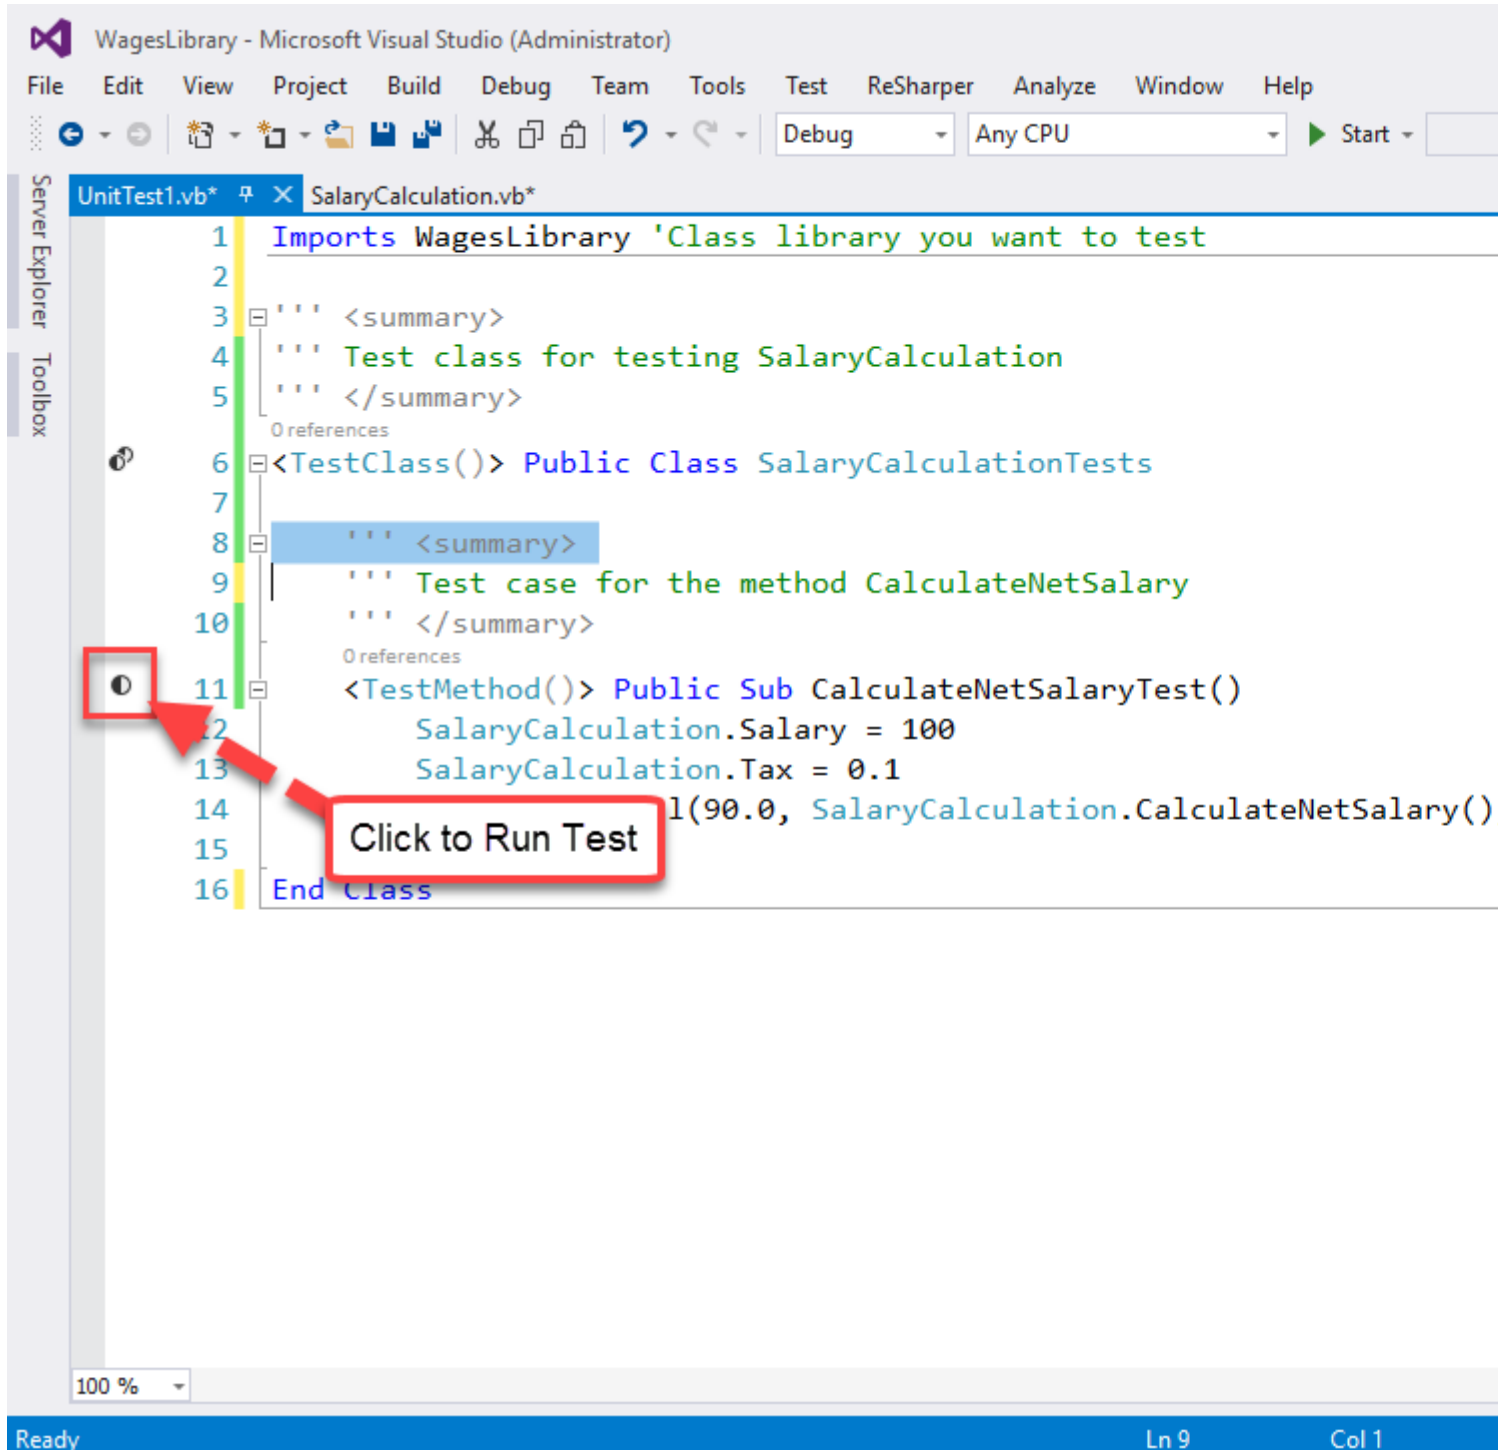 WagesLibrary - Microsoft Visual Studio (Administrator)
File Edit View Project Build Debug Team Tools Test ReSharper Analyze Window Help
Debug Any CPU Start
Server Explorer
Toolbox
UnitTest1.vb* SalaryCalculation.vb*
1 Imports WagesLibrary 'Class library you want to test
2
3 ''' <summary>
4 ''' Test class for testing SalaryCalculation
5 ''' </summary>
0 references
6 <TestClass()> Public Class SalaryCalculationTests
7
8 ''' <summary>
9 ''' Test case for the method CalculateNetSalary
10 ''' </summary>
0 references
11 <TestMethod()> Public Sub CalculateNetSalaryTest()
12 SalaryCalculation.Salary = 100
13 SalaryCalculation.Tax = 0.1
14 l(90.0, SalaryCalculation.CalculateNetSalary()
Click to Run Test
15
16 End Class
100 %
Ready Ln 9 Col 1